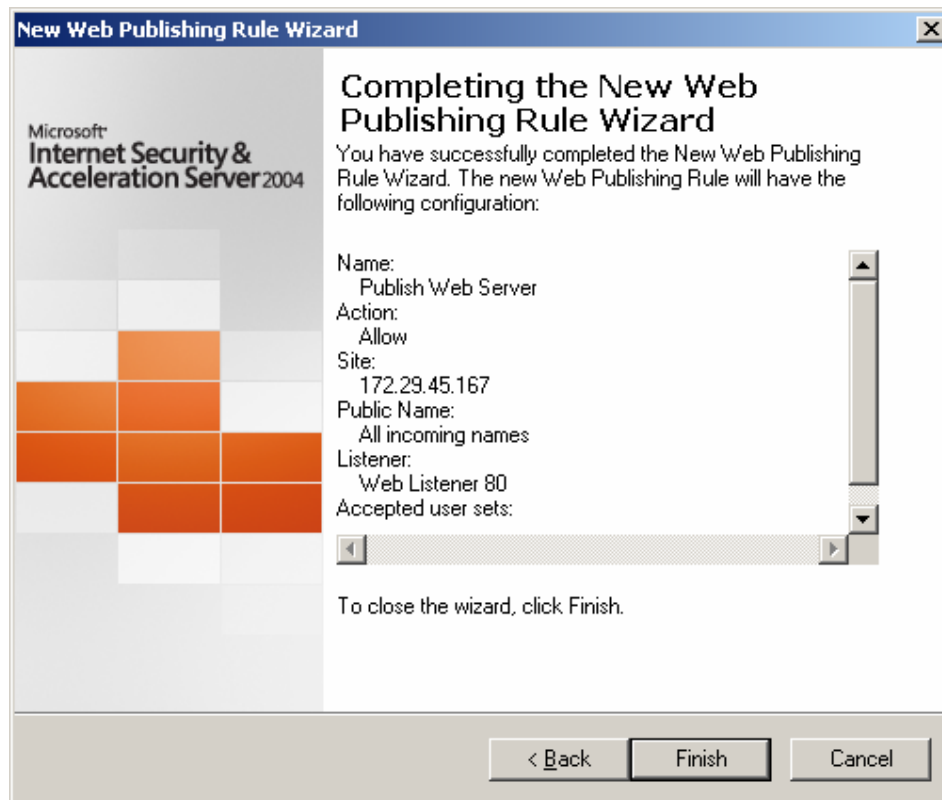 New Web Publishing Rule Wizard
Microsoft
Internet Security &
Acceleration Server 2004
Completing the New Web
Publishing Rule Wizard
You have successfully completed the New Web Publishing
Rule Wizard. The new Web Publishing Rule will have the
following configuration:
Name:
Publish Web Server
Action:
Allow
Site:
172.29.45.167
Public Name:
All incoming names
Listener:
Web Listener 80
Accepted user sets:
To close the wizard, click Finish.
< Back
Finish
Cancel